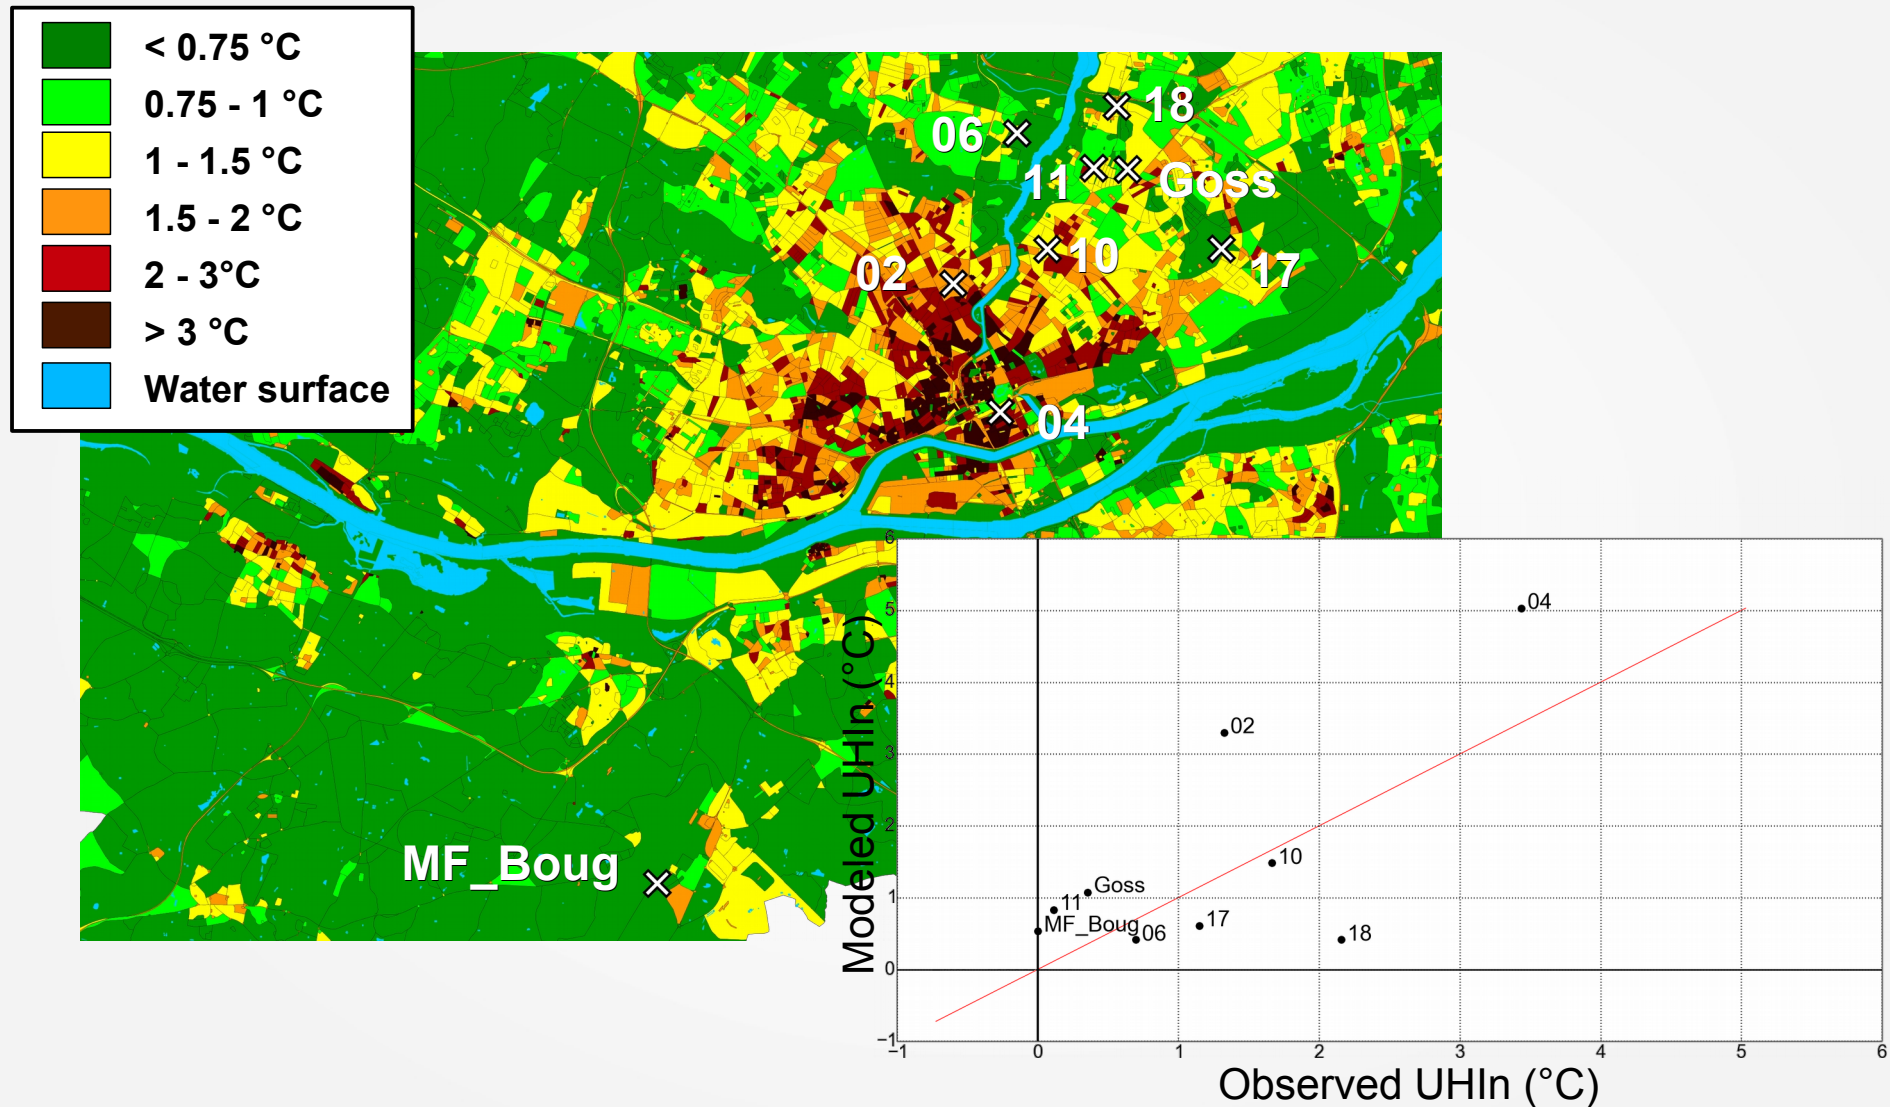 < 0.75 °C
0.75 - 1 °C
1 - 1.5 °C
1.5 - 2 °C
2 - 3°C
> 3 °C
Water surface
18
06
11
Goss
10
17
02
04
MF_Boug
Modeled UHIn (°C)
6
5
4
3
2
1
0
−1
04
02
10
Goss
11
MF_Boug
06
17
18
−1
0
1
2
3
4
5
6
Observed UHIn (°C)